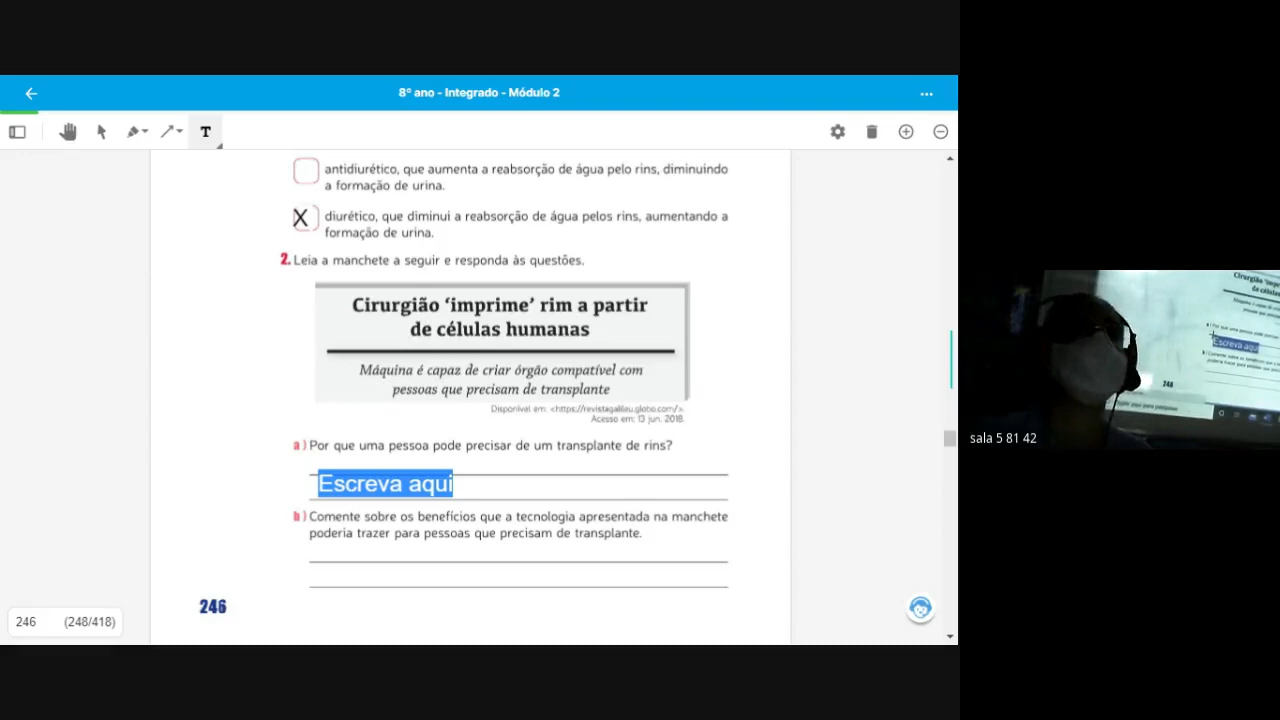 8º ano - Integrado - Módulo 2
T
antidiurético, que aumenta a reabsorção de água pelo rins, diminuindo
a formação de urina.
X diurético, que diminui a reabsorção de água pelos rins, aumentando a
formação de urina.
2. Leia a manchete a seguir e responda às questões.
Cirurgião ‘imprime’ rim a partir
de células humanas
Máquina é capaz de criar órgão compatível com
pessoas que precisam de transplante
Disponível em: <https://revistagalileu.globo.com/>.
Acesso em: 13 jun. 2018.
a) Por que uma pessoa pode precisar de um transplante de rins?
Escreva aqui
b) Comente sobre os benefícios que a tecnologia apresentada na manchete
poderia trazer para pessoas que precisam de transplante.
246
246 (248/418)
Escreva aqui
246
sala 5 81 42